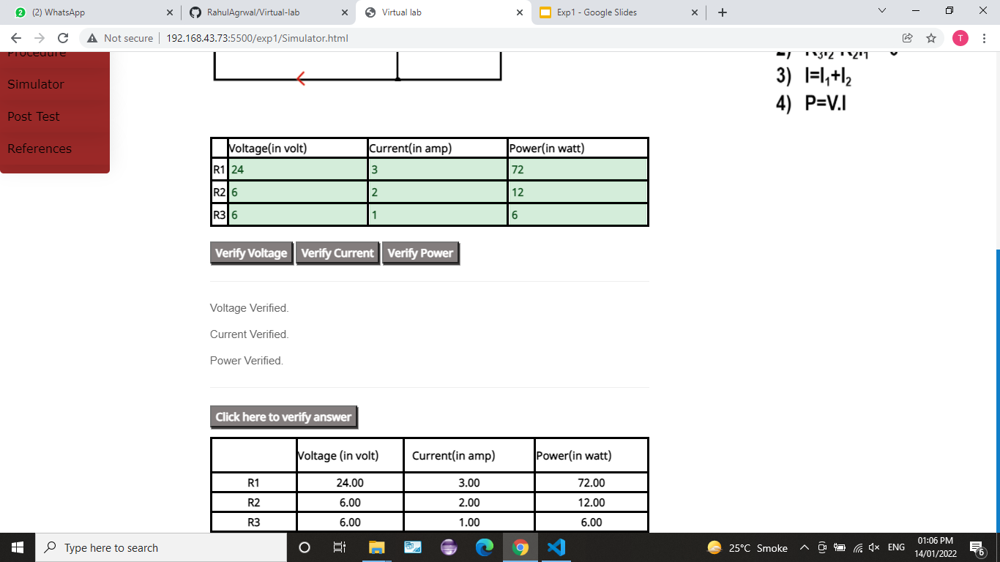 (2) WhatsApp
RahulAgrwal/Virtual-lab
Virtual lab
Exp1 - Google Slides
Not secure
192.168.43.73:5500/exp1/Simulator.html
T
Procedure
Simulator
Post Test
References
3) I=I₁+I₂
4) P=V.I
Voltage(in volt) Current(in amp) Power(in watt)
R1 24 3 72
R2 6 2 12
R3 6 1 6
Verify Voltage Verify Current Verify Power
Voltage Verified.
Current Verified.
Power Verified.
Click here to verify answer
Voltage (in volt) Current(in amp) Power(in watt)
R1 24.00 3.00 72.00
R2 6.00 2.00 12.00
R3 6.00 1.00 6.00
Type here to search
25°C Smoke
ENG
01:06 PM
14/01/2022
6